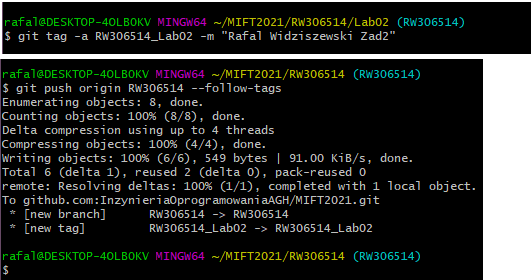 rafal@DESKTOP-4OLBOKV MINGW64 ~/MIFT2021/RW306514/Lab02 (RW306514)
$ git tag -a RW306514_Lab02 -m "Rafal Widziszewski Zad2"
rafal@DESKTOP-4OLBOKV MINGW64 ~/MIFT2021/RW306514 (RW306514)
$ git push origin RW306514 --follow-tags
Enumerating objects: 8, done.
Counting objects: 100% (8/8), done.
Delta compression using up to 4 threads
Compressing objects: 100% (4/4), done.
Writing objects: 100% (6/6), 549 bytes | 91.00 KiB/s, done.
Total 6 (delta 1), reused 2 (delta 0), pack-reused 0
remote: Resolving deltas: 100% (1/1), completed with 1 local object.
To github.com:InzynieriaOprogramowaniaAGH/MIFT2021.git
 * [new branch]      RW306514 -> RW306514
 * [new tag]         RW306514_Lab02 -> RW306514_Lab02
rafal@DESKTOP-4OLBOKV MINGW64 ~/MIFT2021/RW306514 (RW306514)
$